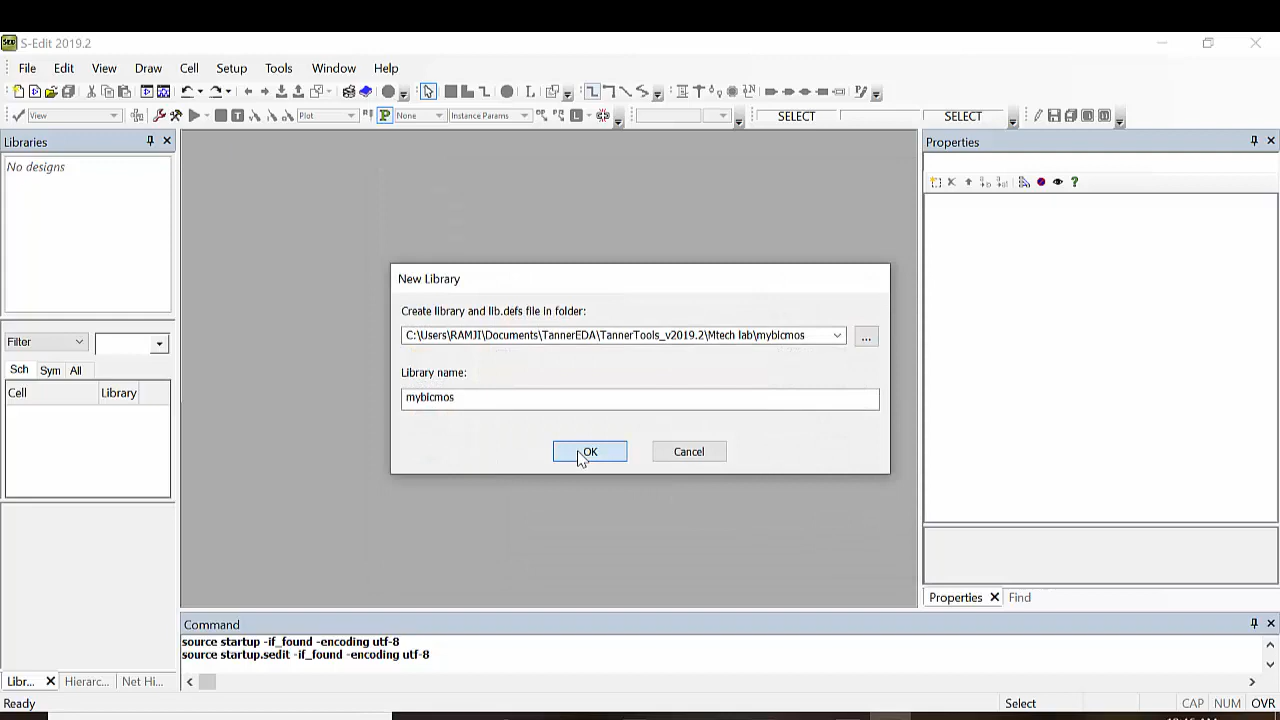 S-Edit 2019.2
File Edit View Draw Cell Setup Tools Window Help
View Plot None Instance Params SELECT SELECT
Libraries
No designs
Filter
Sch Sym All
Cell Library
Libr... Hierarc... Net Hi...
New Library
Create library and lib.defs file in folder:
C:\Users\RAMJI\Documents\TannerEDA\TannerTools_v2019.2\Mtech lab\mybicmos
...
Library name:
mybicmos
OK Cancel
Properties
Properties Find
Command
source startup -if_found -encoding utf-8
source startup.sedit -if_found -encoding utf-8
Ready Select CAP NUM OVR